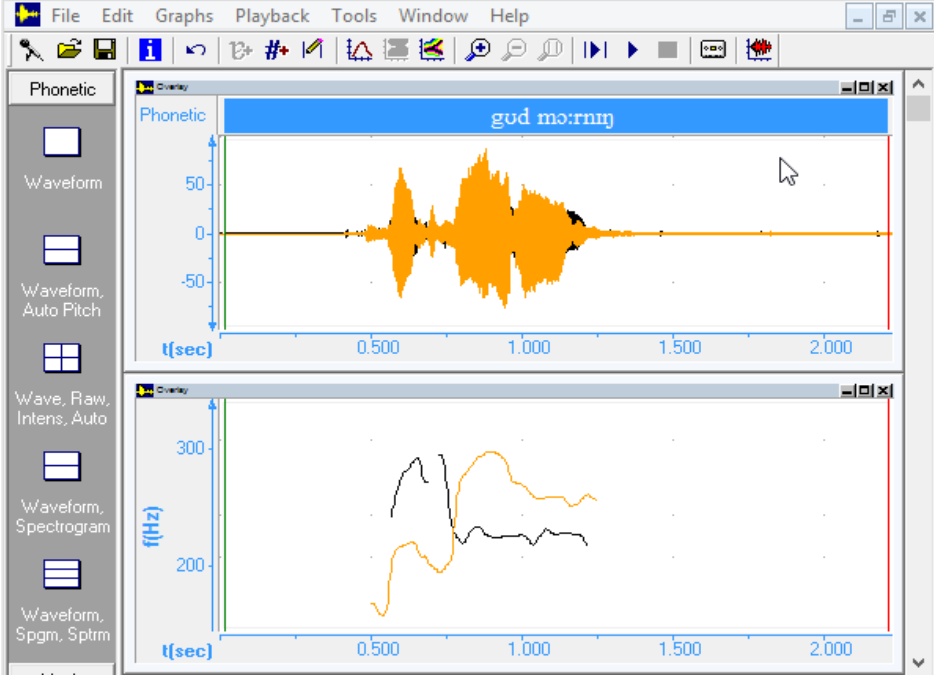 File Edit Graphs Playback Tools Window Help
Phonetic
Waveform
Waveform,
Auto Pitch
Wave, Raw,
Intens, Auto
Waveform,
Spectrogram
Waveform,
Spgm, Sptrm
Overlay
Phonetic
gʊd mɔːrnɪŋ
50
0
-50
t(sec)
0.500 1.000 1.500 2.000
Overlay
300
f(Hz)
200
t(sec)
0.500 1.000 1.500 2.000